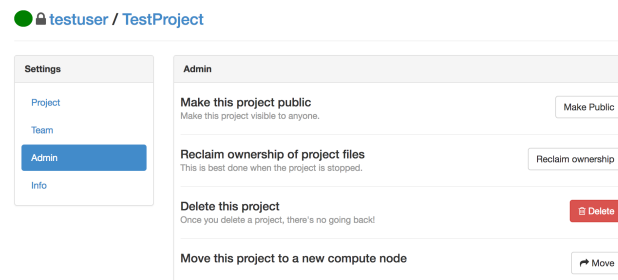 testuser / TestProject
Settings
Project
Team
Admin
Info
Admin
Make this project public
Make this project visible to anyone.
Make Public
Reclaim ownership of project files
This is best done when the project is stopped.
Reclaim ownership
Delete this project
Once you delete a project, there's no going back!
Delete
Move this project to a new compute node
Move